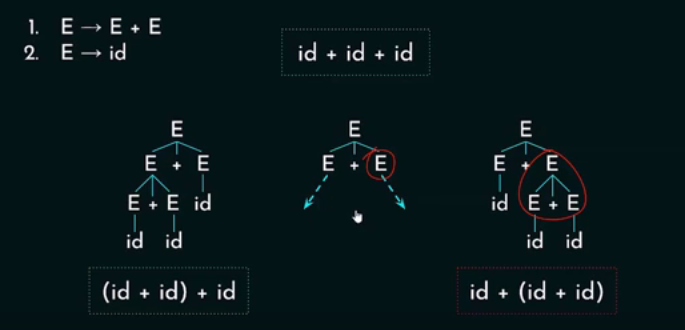 1. E → E + E
2. E → id
id + id + id
E
E + E
E + E id
id id
(id + id) + id
E
E + E
E
E + E
id E + E
id id
id + (id + id)